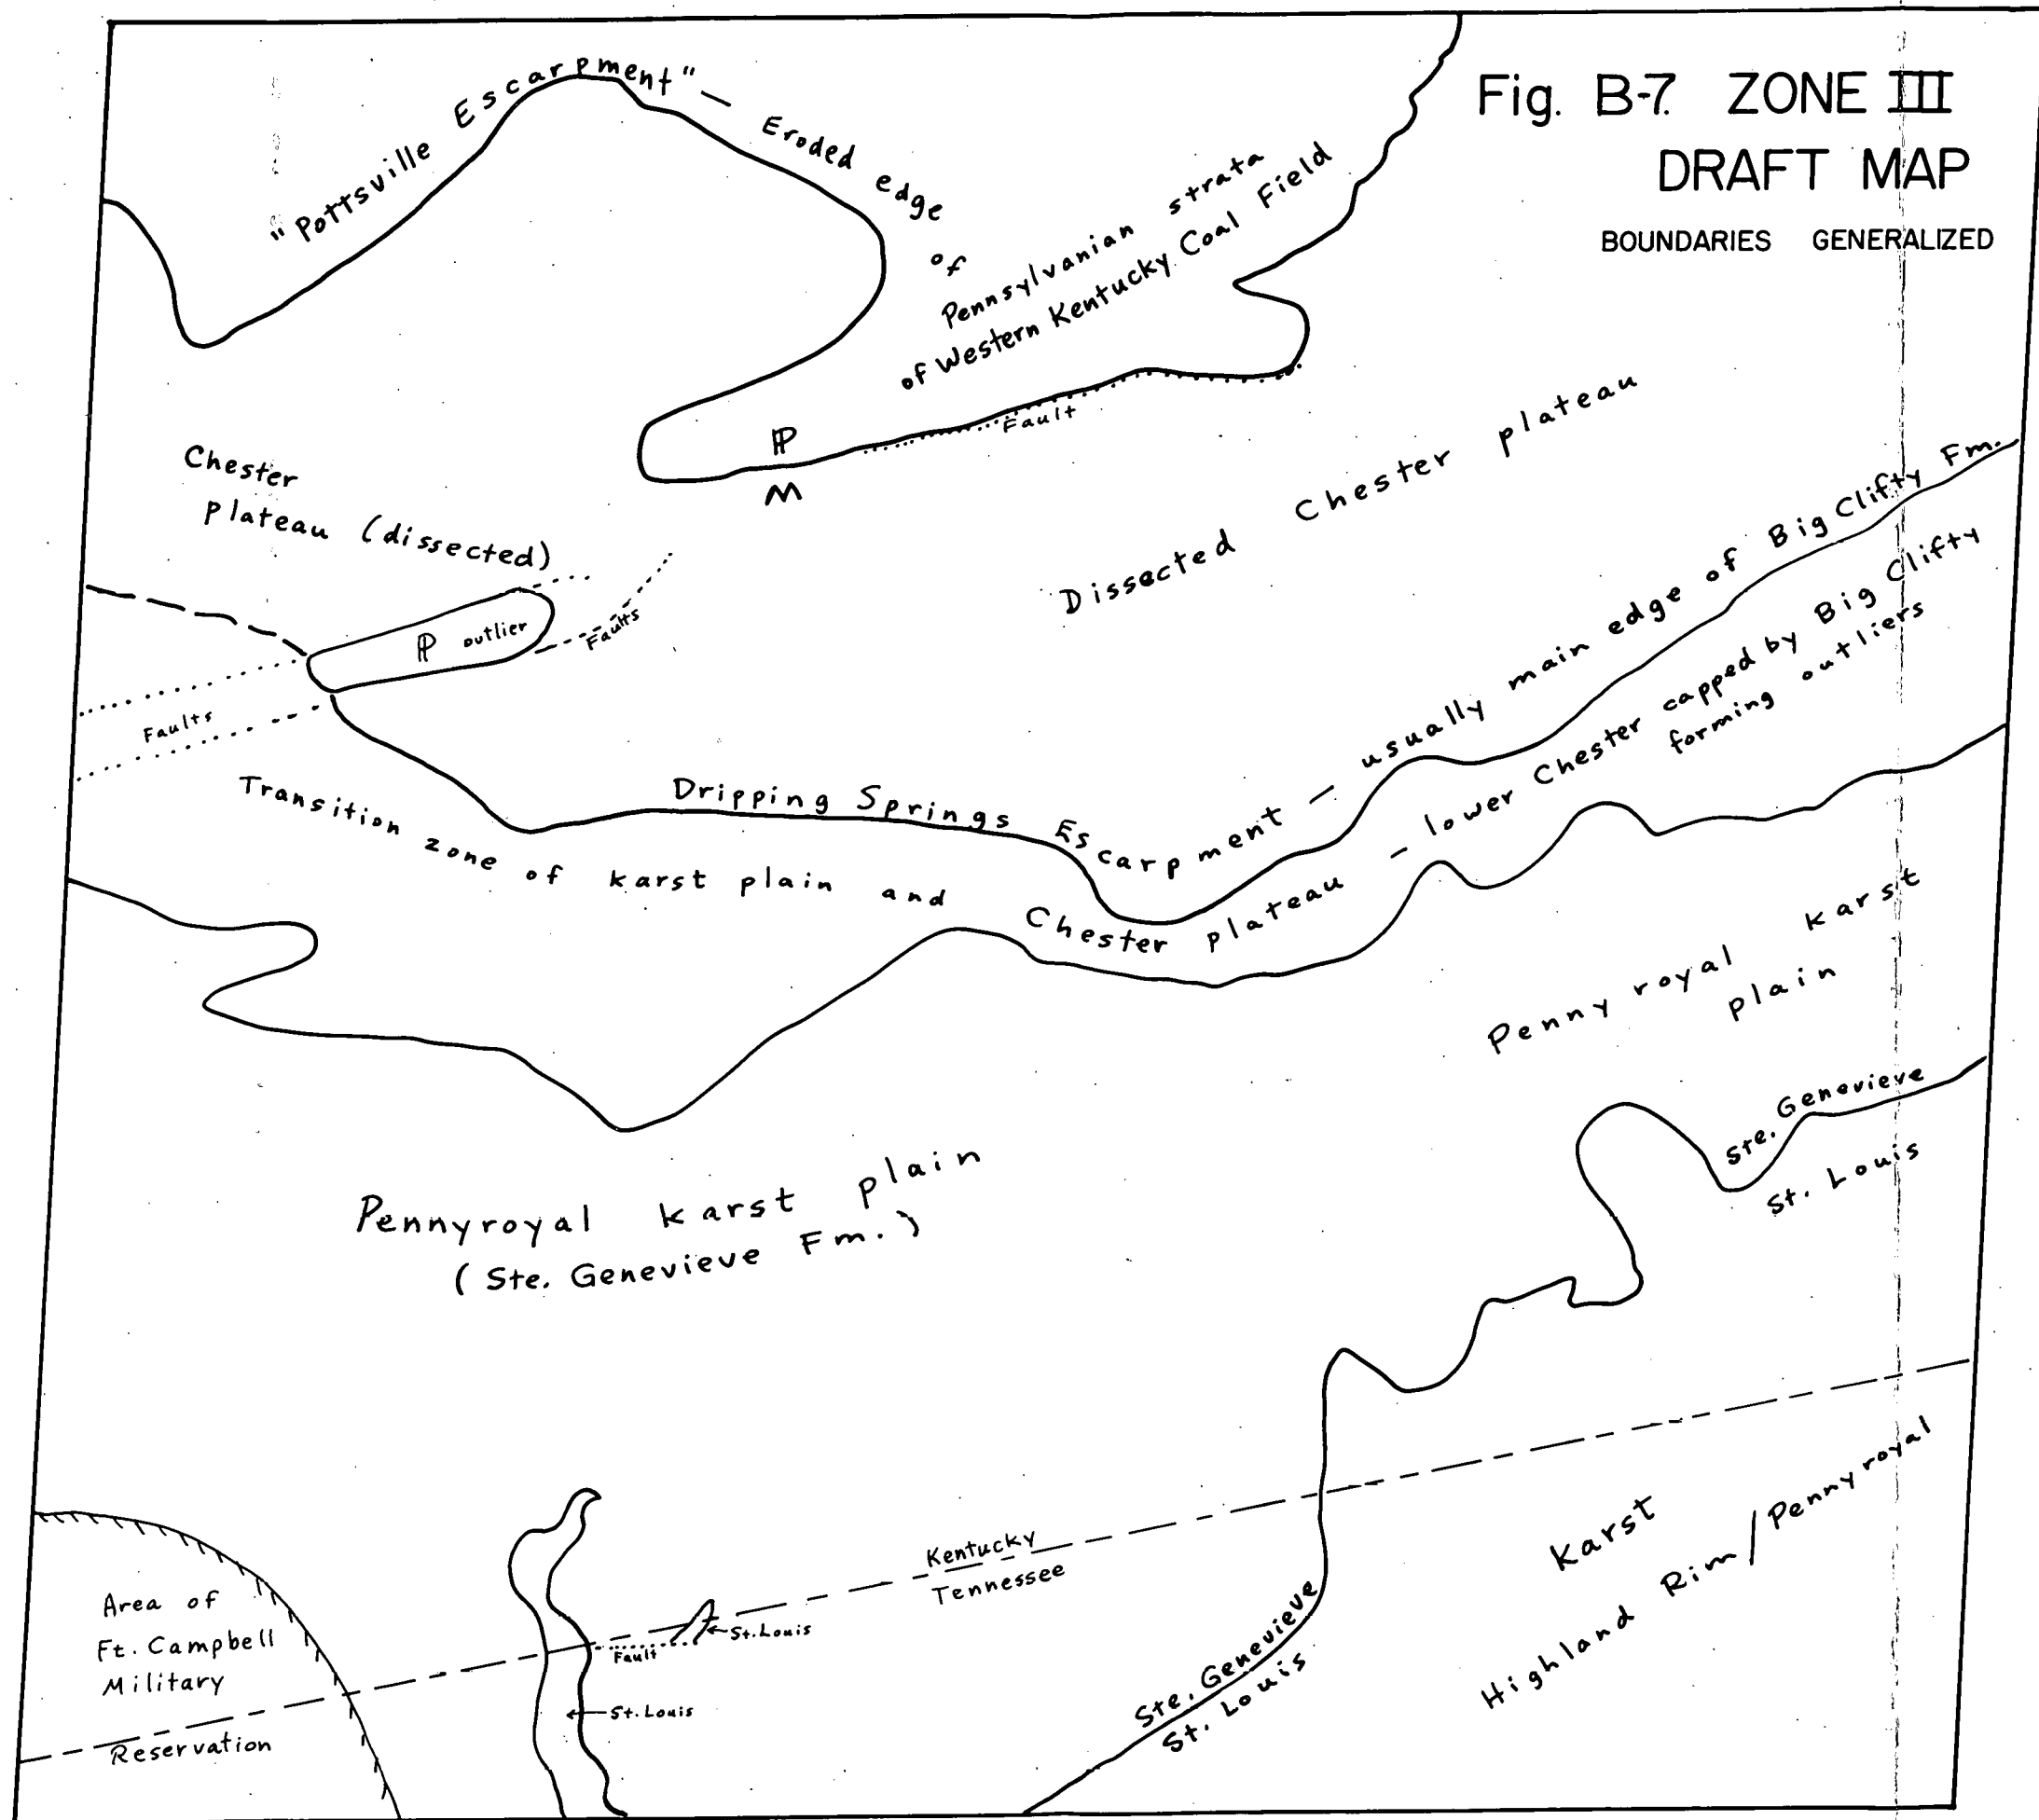 Fig. B-7. ZONE III
DRAFT MAP
BOUNDARIES GENERALIZED
"Pottsville Escarpment" — Eroded edge of
Pennsylvanian strata
of Western Kentucky Coal Field
Fault
IP
M
Chester
plateau (dissected)
Dissected Chester plateau
IP outlier
Faults
Faults
Dripping Springs Escarpment — usually main edge of Big Clifty Fm.
Transition zone of karst plain and Chester plateau - lower Chester capped by Big Clifty
forming outliers
Pennyroyal karst
plain
Ste. Genevieve
St. Louis
Pennyroyal karst plain
(Ste. Genevieve Fm.)
Kentucky
Tennessee
Karst
Highland Rim / Pennyroyal
Area of
Ft. Campbell
Military
Reservation
St. Louis
Fault
St. Louis
Ste. Genevieve
St. Louis